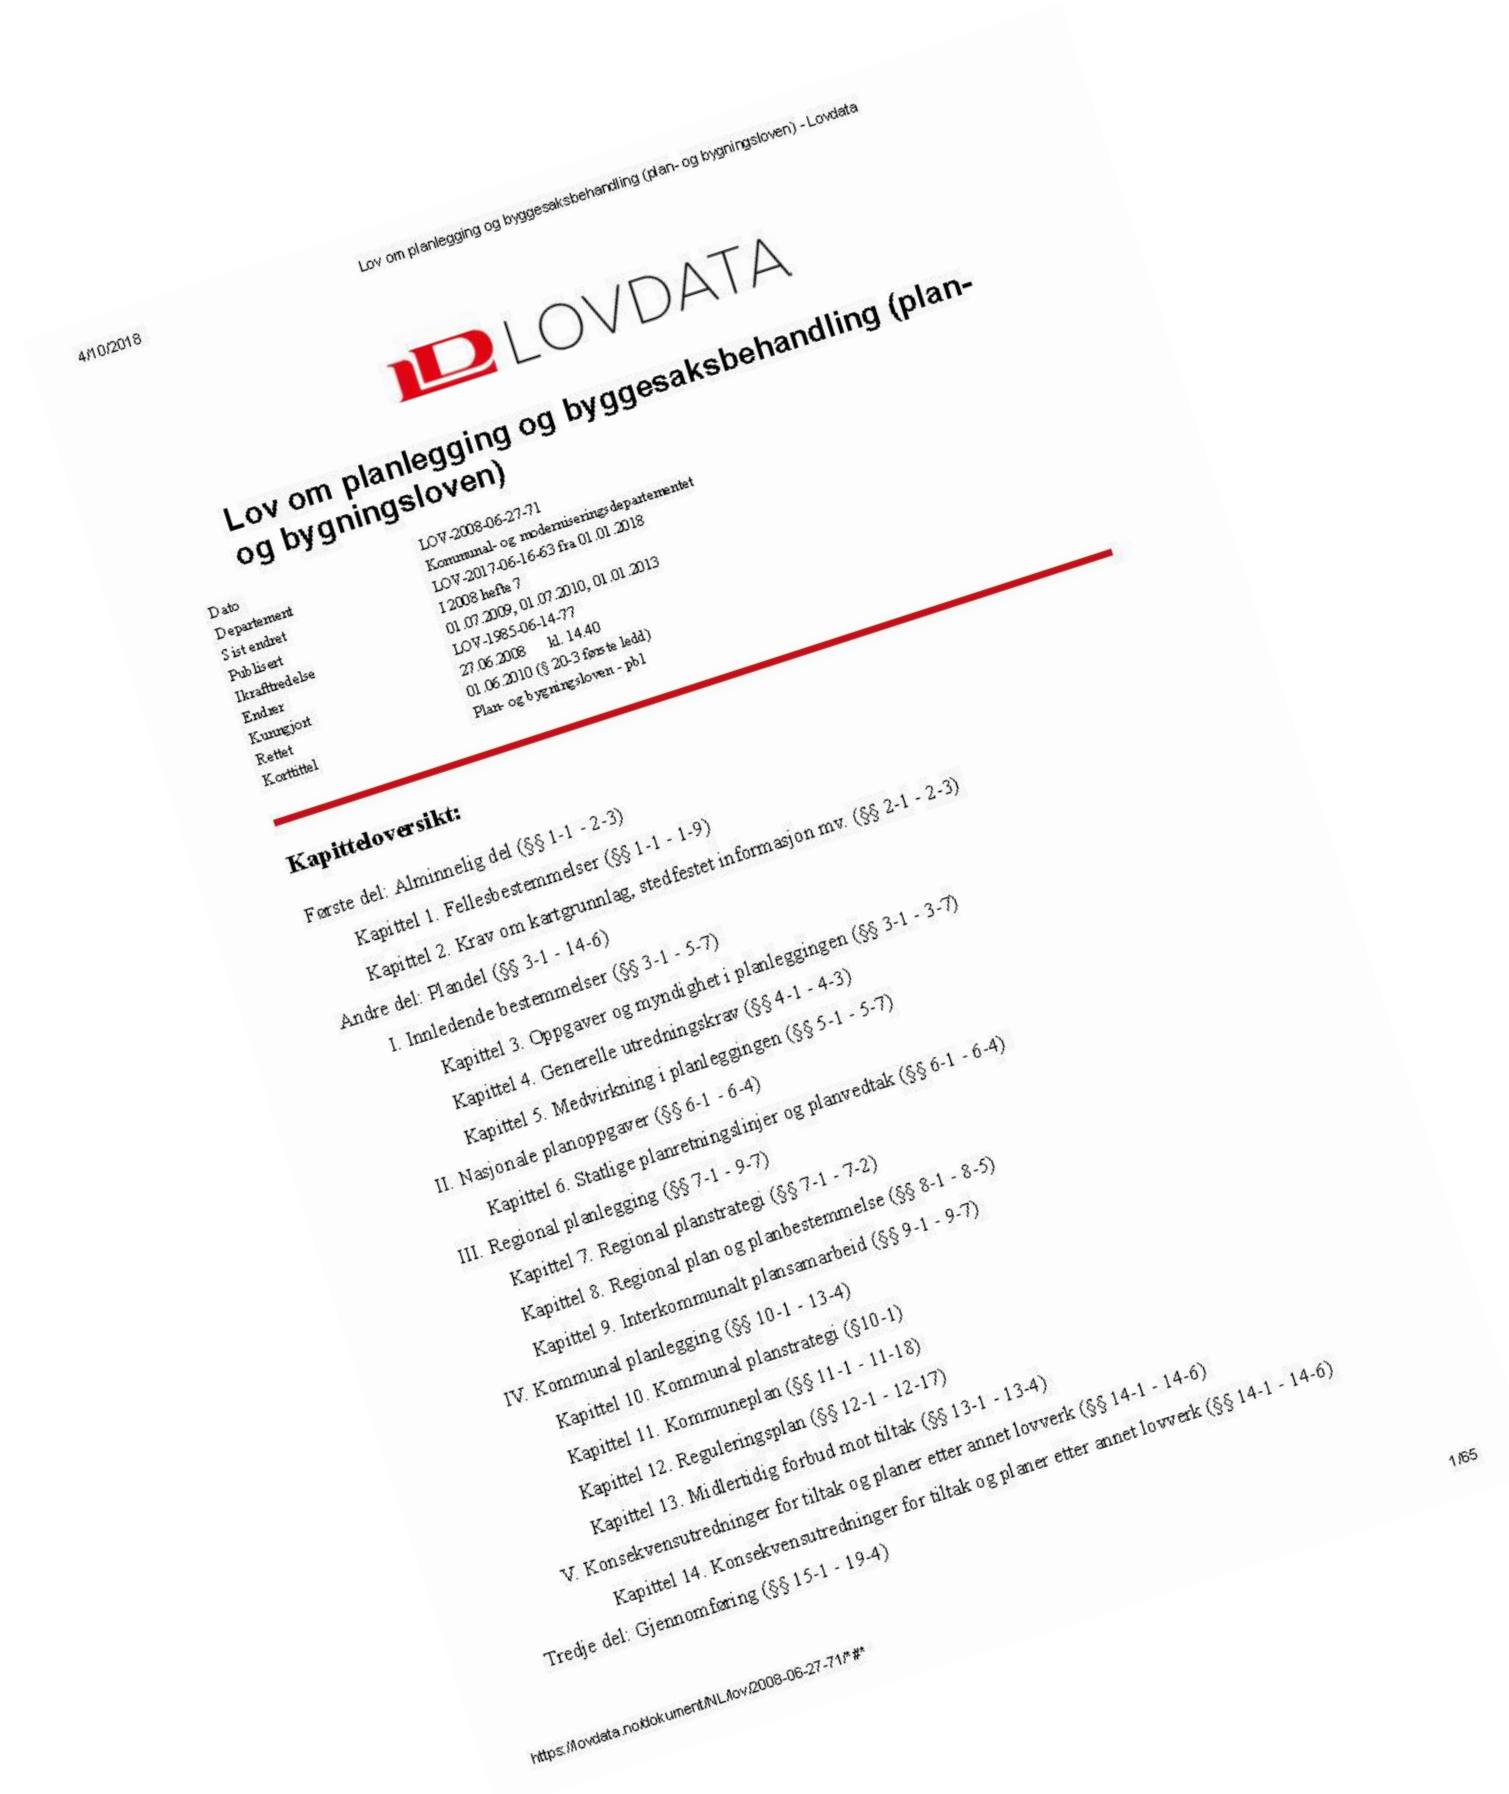 4/10/2018
Lov om planlegging og byggesaksbehandling (plan- og bygningsloven) - Lovdata
LOVDATA
Lov om planlegging og byggesaksbehandling (plan-
og bygningsloven)
Dato LOV-2008-06-27-71
Departement Kommunal- og moderniseringsdepartementet
Sist endret LOV-2017-06-16-63 fra 01.01.2018
Publisert I 2008 hefte 7
Ikrafttredelse 01.07.2009, 01.07.2010, 01.01.2013
Endrer LOV-1985-06-14-77
Kunngjort 27.06.2008 kl. 14.40
Rettet 01.06.2010 (§ 20-3 første ledd)
Korttittel Plan- og bygningsloven - pbl
Kapitteloversikt:
Første del: Alminnelig del (§§ 1-1 - 2-3)
Kapittel 1. Fellesbestemmelser (§§ 1-1 - 1-9)
Kapittel 2. Krav om kartgrunnlag, stedfestet informasjon mv. (§§ 2-1 - 2-3)
Andre del: Plandel (§§ 3-1 - 14-6)
I. Innledende bestemmelser (§§ 3-1 - 5-7)
Kapittel 3. Oppgaver og myndighet i planleggingen (§§ 3-1 - 3-7)
Kapittel 4. Generelle utredningskrav (§§ 4-1 - 4-3)
Kapittel 5. Medvirkning i planleggingen (§§ 5-1 - 5-7)
II. Nasjonale planoppgaver (§§ 6-1 - 6-4)
Kapittel 6. Statlige planretningslinjer og planvedtak (§§ 6-1 - 6-4)
III. Regional planlegging (§§ 7-1 - 9-7)
Kapittel 7. Regional planstrategi (§§ 7-1 - 7-2)
Kapittel 8. Regional plan og planbestemmelse (§§ 8-1 - 8-5)
Kapittel 9. Interkommunalt plansamarbeid (§§ 9-1 - 9-7)
IV. Kommunal planlegging (§§ 10-1 - 13-4)
Kapittel 10. Kommunal planstrategi (§10-1)
Kapittel 11. Kommuneplan (§§ 11-1 - 11-18)
Kapittel 12. Reguleringsplan (§§ 12-1 - 12-17)
Kapittel 13. Midlertidig forbud mot tiltak (§§ 13-1 - 13-4)
V. Konsekvensutredninger for tiltak og planer etter annet lovverk (§§ 14-1 - 14-6)
Kapittel 14. Konsekvensutredninger for tiltak og planer etter annet lovverk (§§ 14-1 - 14-6)
Tredje del: Gjennomføring (§§ 15-1 - 19-4)
https://lovdata.no/dokument/NL/lov/2008-06-27-71/*#*
1/65